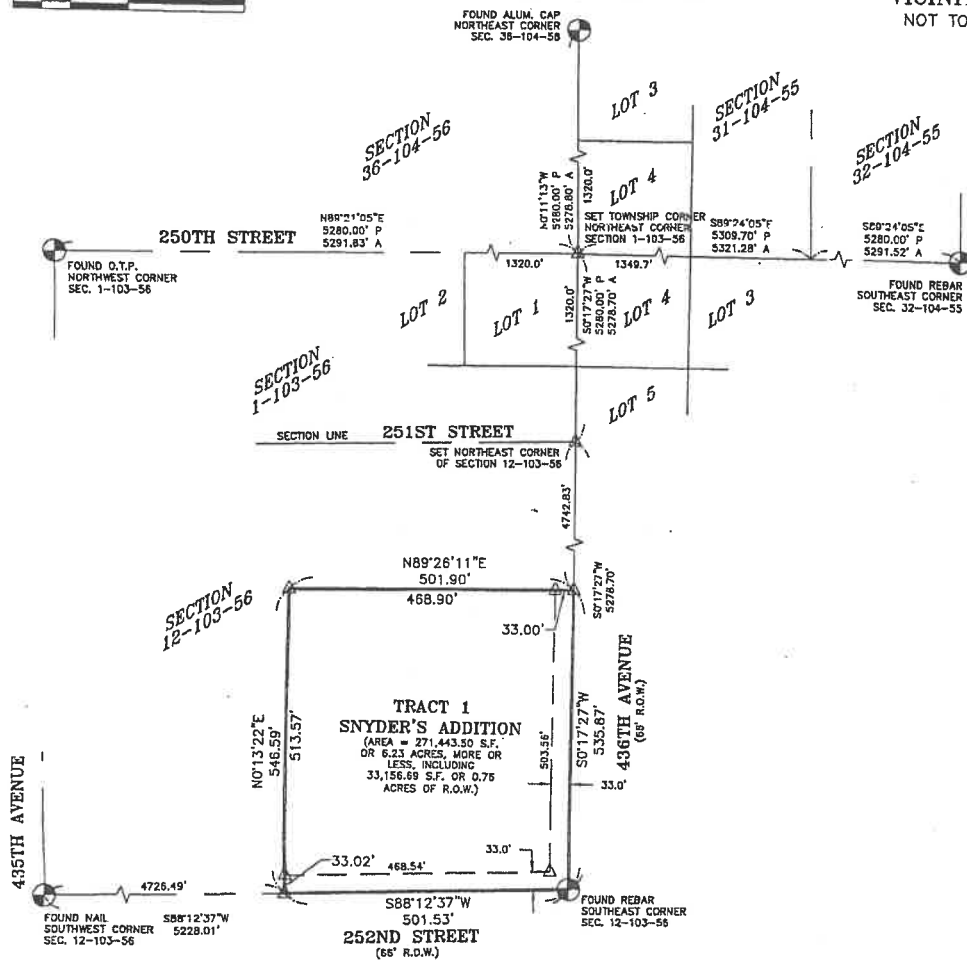 VICINI
NOT TO
FOUND ALUM. CAP
NORTHEAST CORNER
SEC. 36-104-56
LOT 3
SECTION
31-104-55
SECTION
36-104-56
SECTION
32-104-55
N0°11'13"W
5280.00' P
5278.80' A
1320.0'
LOT 4
SET TOWNSHIP CORNER
NORTHEAST CORNER
SECTION 1-103-56
N89°21'05"E
5280.00' P
5291.83' A
250TH STREET
S89°24'05"E
5309.70' P
5321.28' A
S89°24'05"E
5280.00' P
5291.52' A
FOUND O.T.P.
NORTHWEST CORNER
SEC. 1-103-56
1320.0'
1349.7'
FOUND REBAR
SOUTHEAST CORNER
SEC. 32-104-55
LOT 2
LOT 1
1320.0'
S0°17'27"W
5280.00' P
5278.70' A
LOT 4
LOT 3
SECTION
1-103-56
LOT 5
SECTION LINE
251ST STREET
SET NORTHEAST CORNER
OF SECTION 12-103-56
4742.83'
N89°26'11"E
501.90'
468.90'
S0°17'27"W
5278.70'
SECTION
12-103-56
33.00'
TRACT 1
SNYDER'S ADDITION
(AREA = 271,443.50 S.F.
OR 6.23 ACRES, MORE OR
LESS, INCLUDING
33,156.69 S.F. OR 0.76
ACRES OF R.O.W.)
N0°13'22"E
546.59'
513.57'
503.56'
S0°17'27"W
535.87'
436TH AVENUE
(66' R.O.W.)
33.0'
435TH AVENUE
33.02'
468.54'
33.0'
4726.49'
FOUND NAIL
SOUTHWEST CORNER
SEC. 12-103-56
S88°12'37"W
5228.01'
S88°12'37"W
501.53'
252ND STREET
(66' R.O.W.)
FOUND REBAR
SOUTHEAST CORNER
SEC. 12-103-56